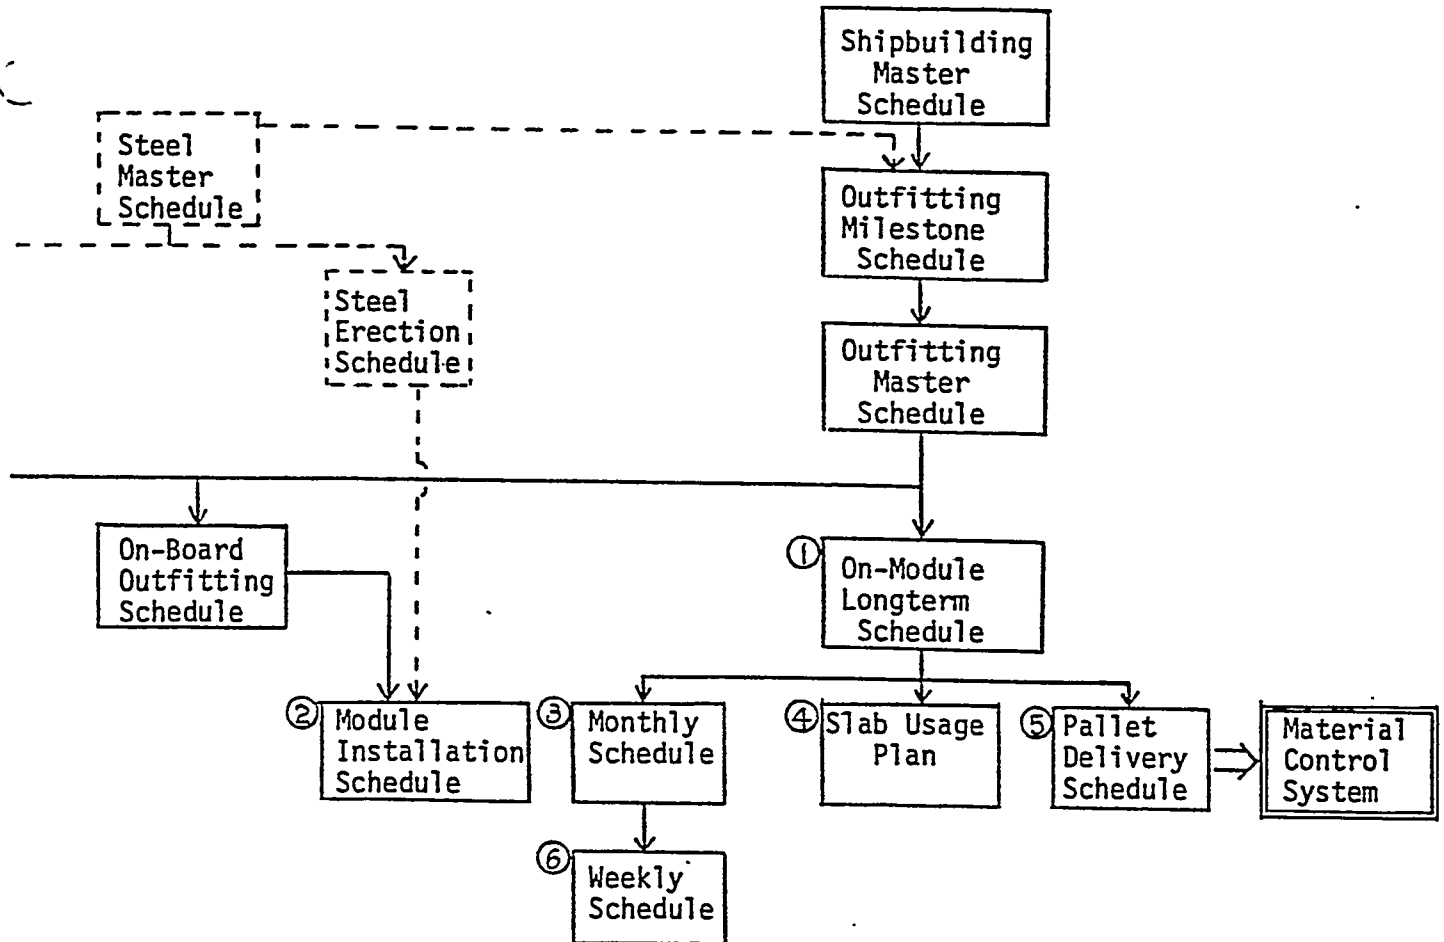 Shipbuilding
Master
Schedule
Steel
Master
Schedule
Outfitting
Milestone
Schedule
Steel
Erection
Schedule
Outfitting
Master
Schedule
On-Board
Outfitting
Schedule
①
On-Module
Longterm
Schedule
②
Module
Installation
Schedule
③
Monthly
Schedule
④
Slab Usage
Plan
⑤
Pallet
Delivery
Schedule
Material
Control
System
⑥
Weekly
Schedule